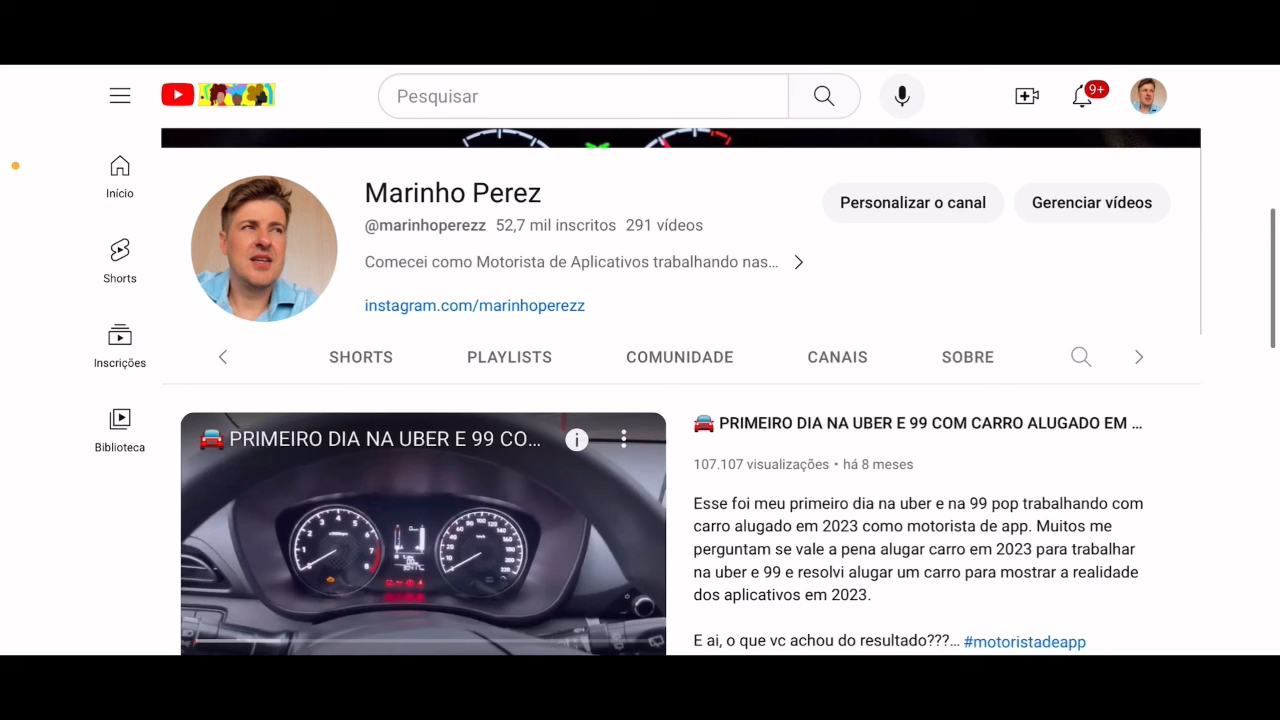 Pesquisar
9+
Início
Shorts
Inscrições
Biblioteca
Marinho Perez
@marinhoperezz 52,7 mil inscritos 291 vídeos
Comecei como Motorista de Aplicativos trabalhando nas...
instagram.com/marinhoperezz
Personalizar o canal
Gerenciar vídeos
SHORTS PLAYLISTS COMUNIDADE CANAIS SOBRE
🚘 PRIMEIRO DIA NA UBER E 99 CO...
🚘 PRIMEIRO DIA NA UBER E 99 COM CARRO ALUGADO EM ...
107.107 visualizações • há 8 meses
Esse foi meu primeiro dia na uber e na 99 pop trabalhando com
carro alugado em 2023 como motorista de app. Muitos me
perguntam se vale a pena alugar carro em 2023 para trabalhar
na uber e 99 e resolvi alugar um carro para mostrar a realidade
dos aplicativos em 2023.
E ai, o que vc achou do resultado???... #motoristadeapp